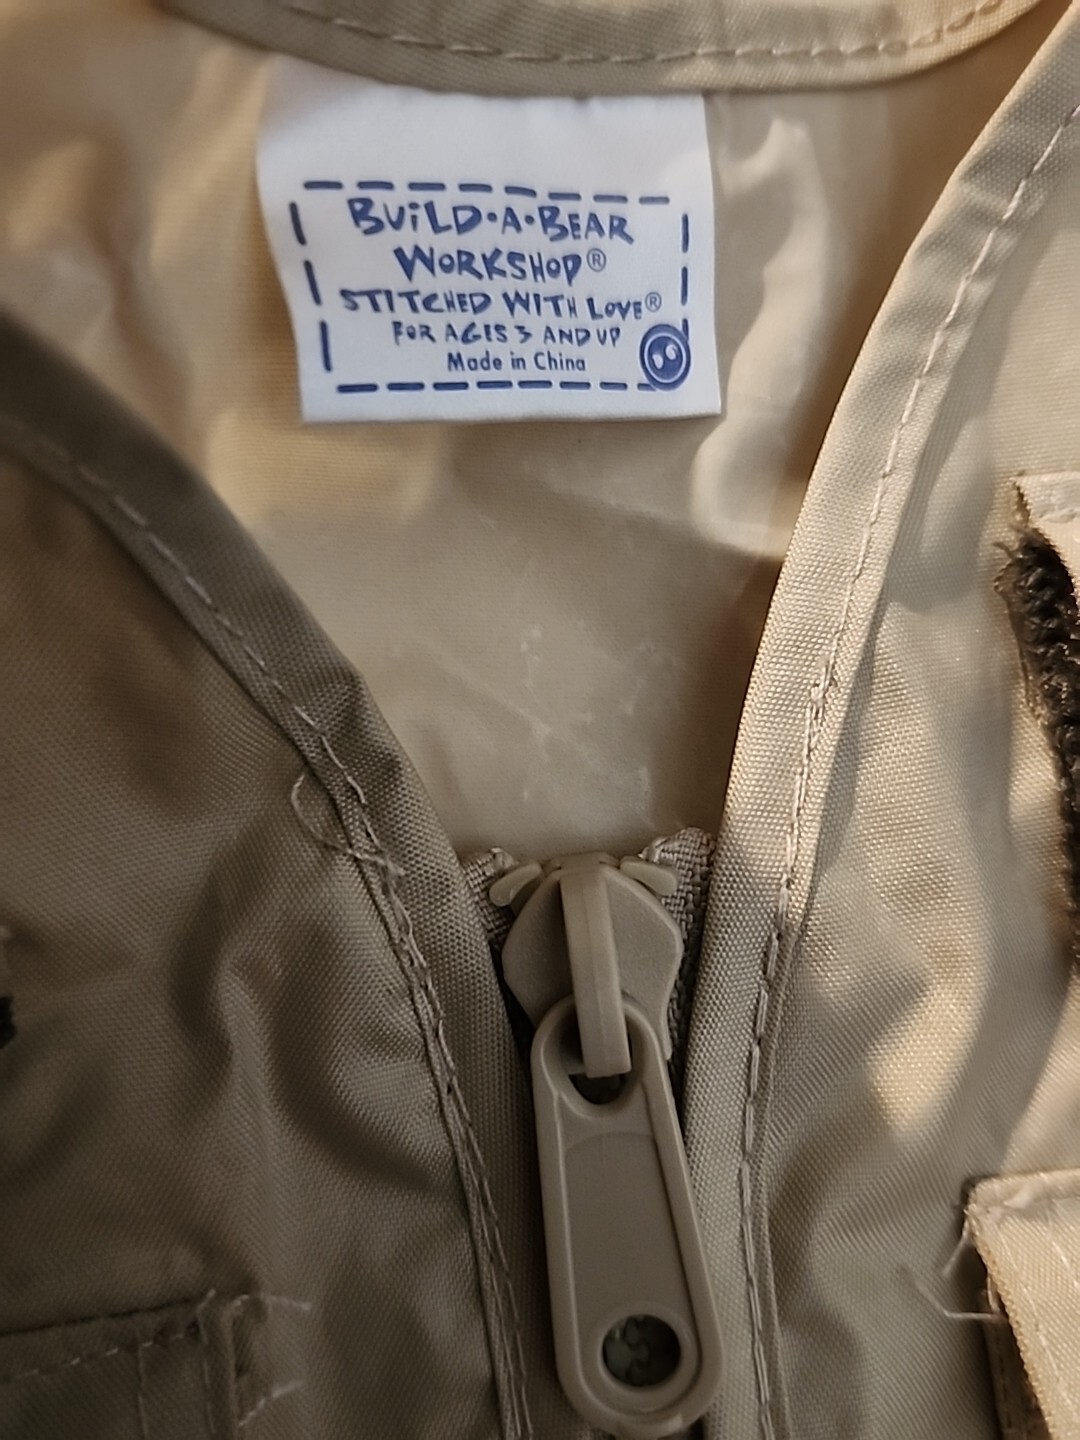 BUiLD•A•BEAR
WORKSHOP®
STITCHED WITH LOVE®
FOR AGES 3 AND UP
Made in China